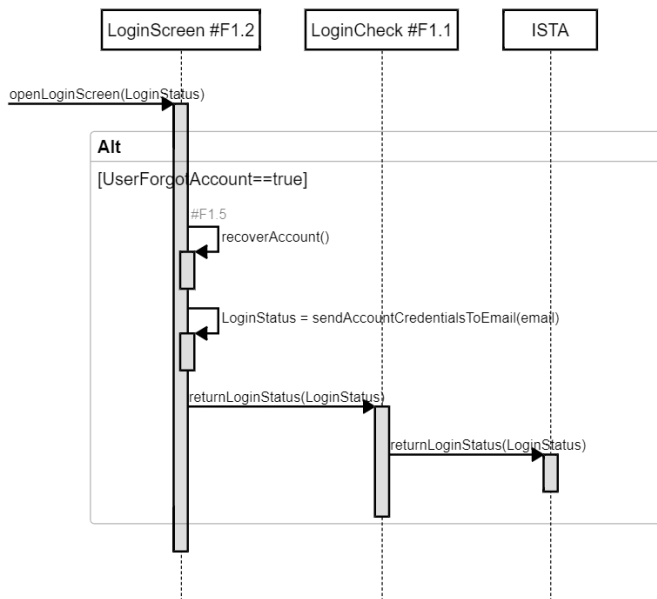 LoginScreen #F1.2
LoginCheck #F1.1
ISTA
openLoginScreen(LoginStatus)
Alt
[UserForgotAccount==true]
#F1.5
recoverAccount()
LoginStatus = sendAccountCredentialsToEmail(email)
returnLoginStatus(LoginStatus)
returnLoginStatus(LoginStatus)